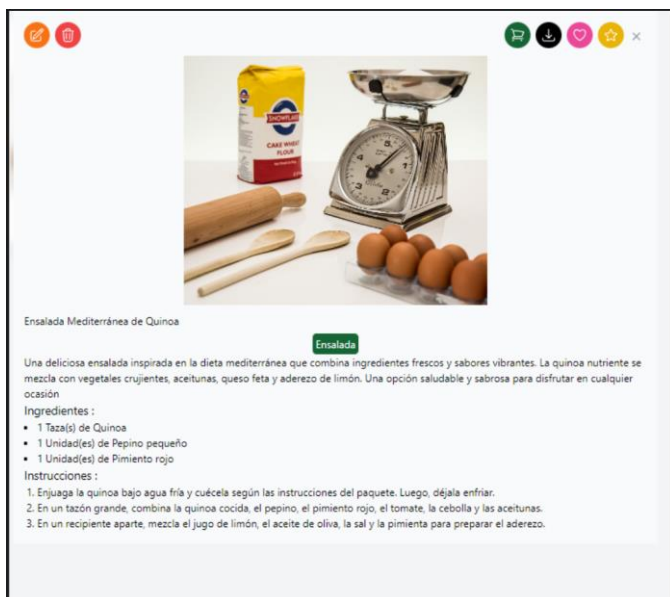 SNOWFLAKE
CAKE WHEAT
FLOUR
Ensalada Mediterránea de Quinoa
Ensalada
Una deliciosa ensalada inspirada en la dieta mediterránea que combina ingredientes frescos y sabores vibrantes. La quinoa nutriente se
mezcla con vegetales crujientes, aceitunas, queso feta y aderezo de limón. Una opción saludable y sabrosa para disfrutar en cualquier
ocasión
Ingredientes :
• 1 Taza(s) de Quinoa
• 1 Unidad(es) de Pepino pequeño
• 1 Unidad(es) de Pimiento rojo
Instrucciones :
1. Enjuaga la quinoa bajo agua fría y cuécela según las instrucciones del paquete. Luego, déjala enfriar.
2. En un tazón grande, combina la quinoa cocida, el pepino, el pimiento rojo, el tomate, la cebolla y las aceitunas.
3. En un recipiente aparte, mezcla el jugo de limón, el aceite de oliva, la sal y la pimienta para preparar el aderezo.